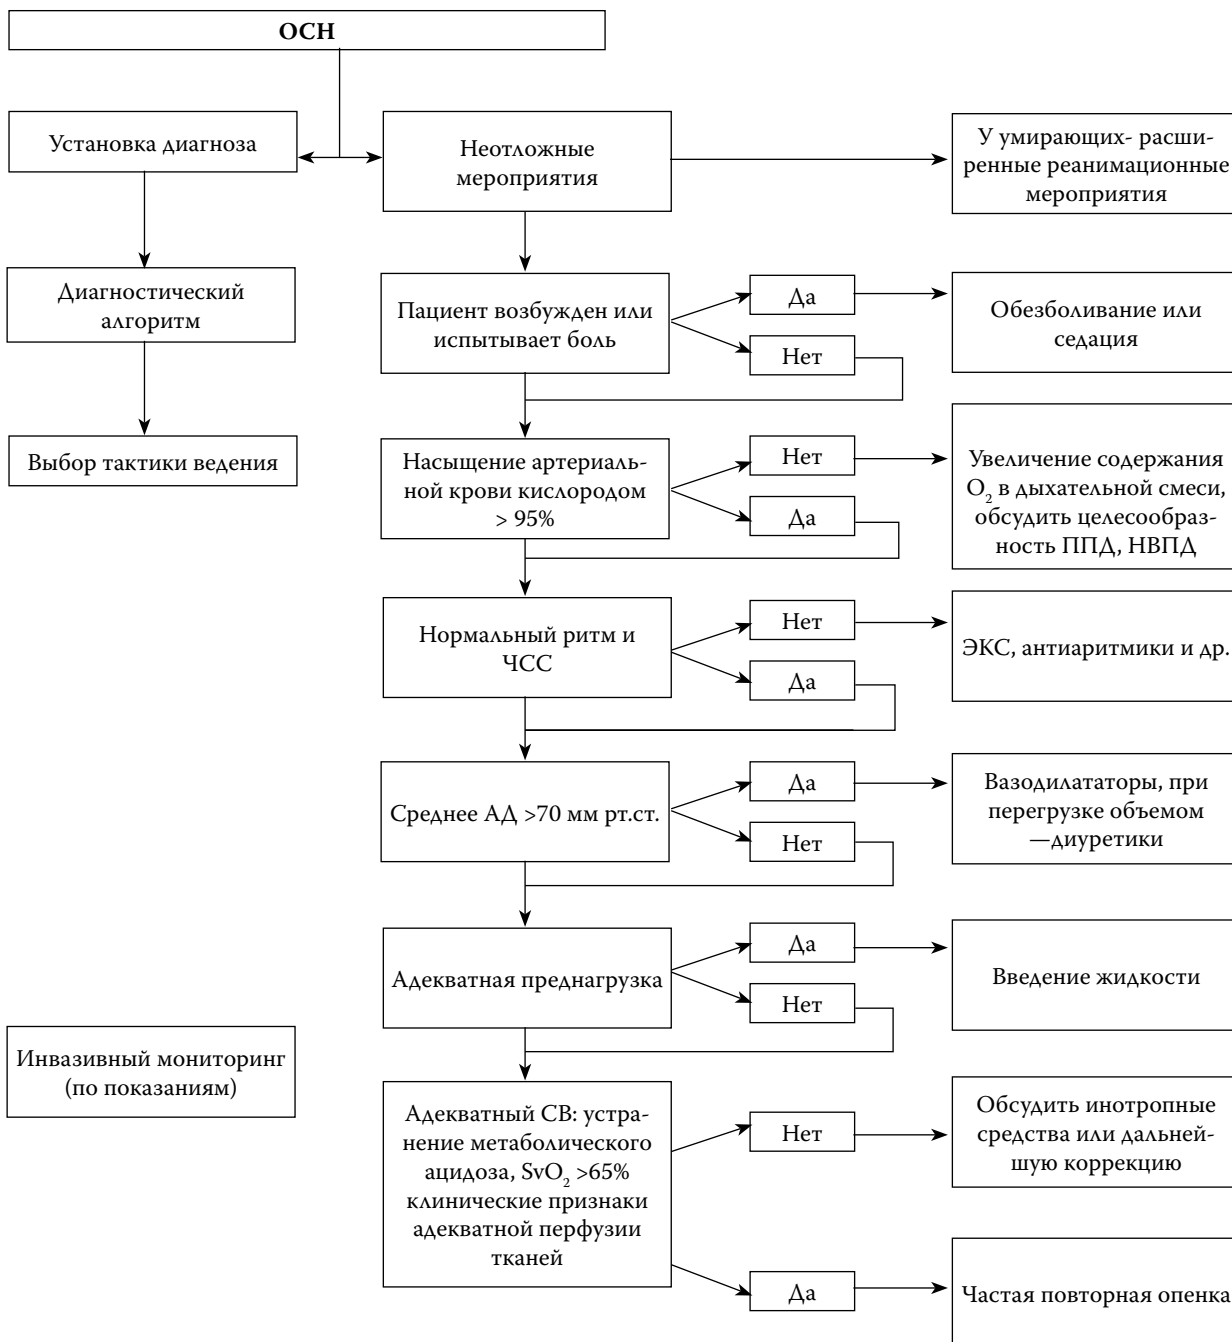 ОСН
Установка диагноза
Неотложные
мероприятия
У умирающих- расши-
ренные реанимационные
мероприятия
Диагностический
алгоритм
Пациент возбужден или
испытывает боль
Да
Нет
Обезболивание или
седация
Выбор тактики ведения
Насыщение артериаль-
ной крови кислородом
> 95%
Нет
Да
Увеличение содержания
O₂ в дыхательной смеси,
обсудить целесообраз-
ность ППД, НВПД
Нормальный ритм и
ЧСС
Нет
Да
ЭКС, антиаритмики и др.
Среднее АД >70 мм рт.ст.
Да
Нет
Вазодилататоры, при
перегрузке объемом
—диуретики
Адекватная преднагрузка
Да
Нет
Введение жидкости
Инвазивный мониторинг
(по показаниям)
Адекватный СВ: устра-
нение метаболического
ацидоза, SvO₂ >65%
клинические признаки
адекватной перфузии
тканей
Нет
Обсудить инотропные
средства или дальней-
шую коррекцию
Да
Частая повторная опенка